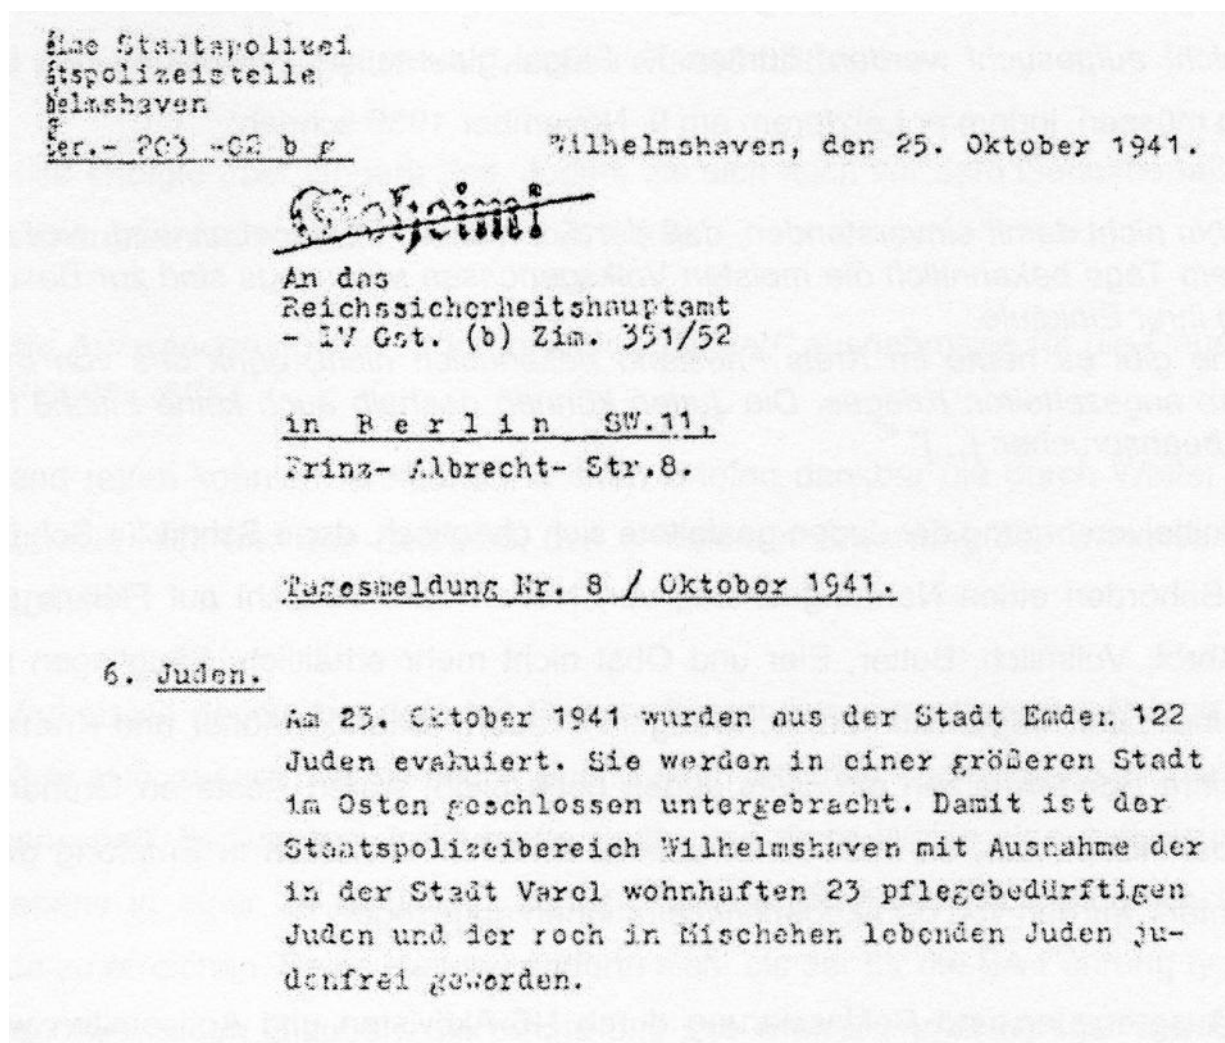 Staatspolizei
tspolizeistelle
helmshaven
203 -02 b
Wilhelmshaven, den 25. Oktober 1941.
Geheim!
An das
Reichssicherheitshauptamt
- IV Gst. (b) Zim. 351/52
in Berlin SW.11,
Prinz- Albrecht- Str.8.
Tagesmeldung Nr. 8 / Oktober 1941.
6. Juden.
Am 23. Oktober 1941 wurden aus der Stadt Emden 122
Juden evakuiert. Sie werden in einer größeren Stadt
im Osten geschlossen untergebracht. Damit ist der
Staatspolizeibereich Wilhelmshaven mit Ausnahme der
in der Stadt Varel wohnhaften 23 pflegebedürftigen
Juden und der noch in Mischehen lebenden Juden ju-
denfrei geworden.